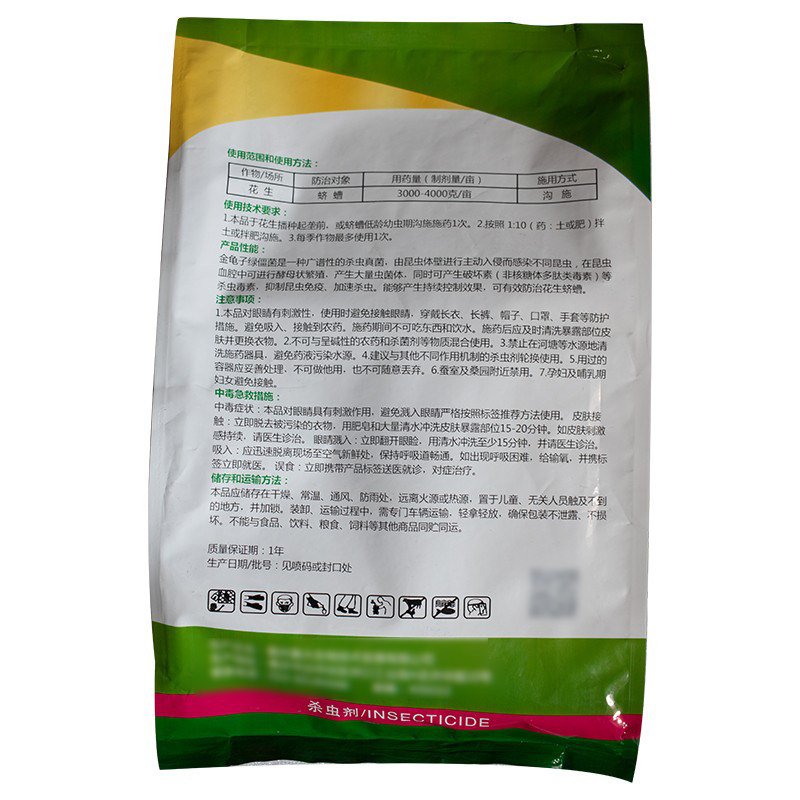 使用范围和使用方法：
作物/场所 防治对象 用药量（制剂量/亩） 施用方式
花生 蛴螬 3000-4000克/亩 沟施
使用技术要求：
1.本品于花生播种起垄前，或蛴螬低龄幼虫期沟施施药1次。2.按照1:10（药：土或肥）拌
土或拌肥沟施。3.每季作物最多使用1次。
产品性能：
金龟子绿僵菌是一种广谱性的杀虫真菌，由昆虫体壁进行主动入侵而感染不同昆虫，在昆虫
血腔中可进行酵母状繁殖，产生大量虫菌体，同时可产生破坏素（非核糖体多肽类毒素）等
杀虫毒素，抑制昆虫免疫、加速杀虫。能够产生持续控制效果，可有效防治花生蛴螬。
注意事项：
1.本品对眼睛有刺激性，使用时避免接触眼睛，穿戴长衣、长裤、帽子、口罩、手套等防护
措施。避免吸入、接触到农药。施药期间不可吃东西和饮水。施药后应及时清洗暴露部位皮
肤并更换衣物。2.不可与呈碱性的农药和杀菌剂等物质混合使用。3.禁止在河塘等水源地清
洗施药器具，避免药液污染水源。4.建议与其他不同作用机制的杀虫剂轮换使用。5.用过的
容器应妥善处理，不可做他用，也不可随意丢弃。6.蚕室及桑园附近禁用。7.孕妇及哺乳期
妇女避免接触。
中毒急救措施：
中毒症状：本品对眼睛具有刺激作用，避免溅入眼睛严格按照标签推荐方法使用。 皮肤接
触：立即脱去被污染的衣物，用肥皂和大量清水冲洗皮肤暴露部位15-20分钟。如皮肤刺激
感持续，请医生诊治。 眼睛溅入：立即翻开眼睑，用清水冲洗至少15分钟，并请医生诊治。
吸入：应迅速脱离现场至空气新鲜处，保持呼吸道畅通。如出现呼吸困难，给输氧，并携标
签立即就医。 误食：立即携带产品标签送医就诊，对症治疗。
储存和运输方法：
本品应储存在干燥、常温、通风、防雨处，远离火源或热源，置于儿童、无关人员触及不到
的地方，并加锁。装卸、运输过程中，需专门车辆运输，轻拿轻放，确保包装不泄露、不损
坏。不能与食品、饮料、粮食、饲料等其他商品同贮同运。
质量保证期：1年
生产日期/批号：见喷码或封口处
杀虫剂/INSECTICIDE